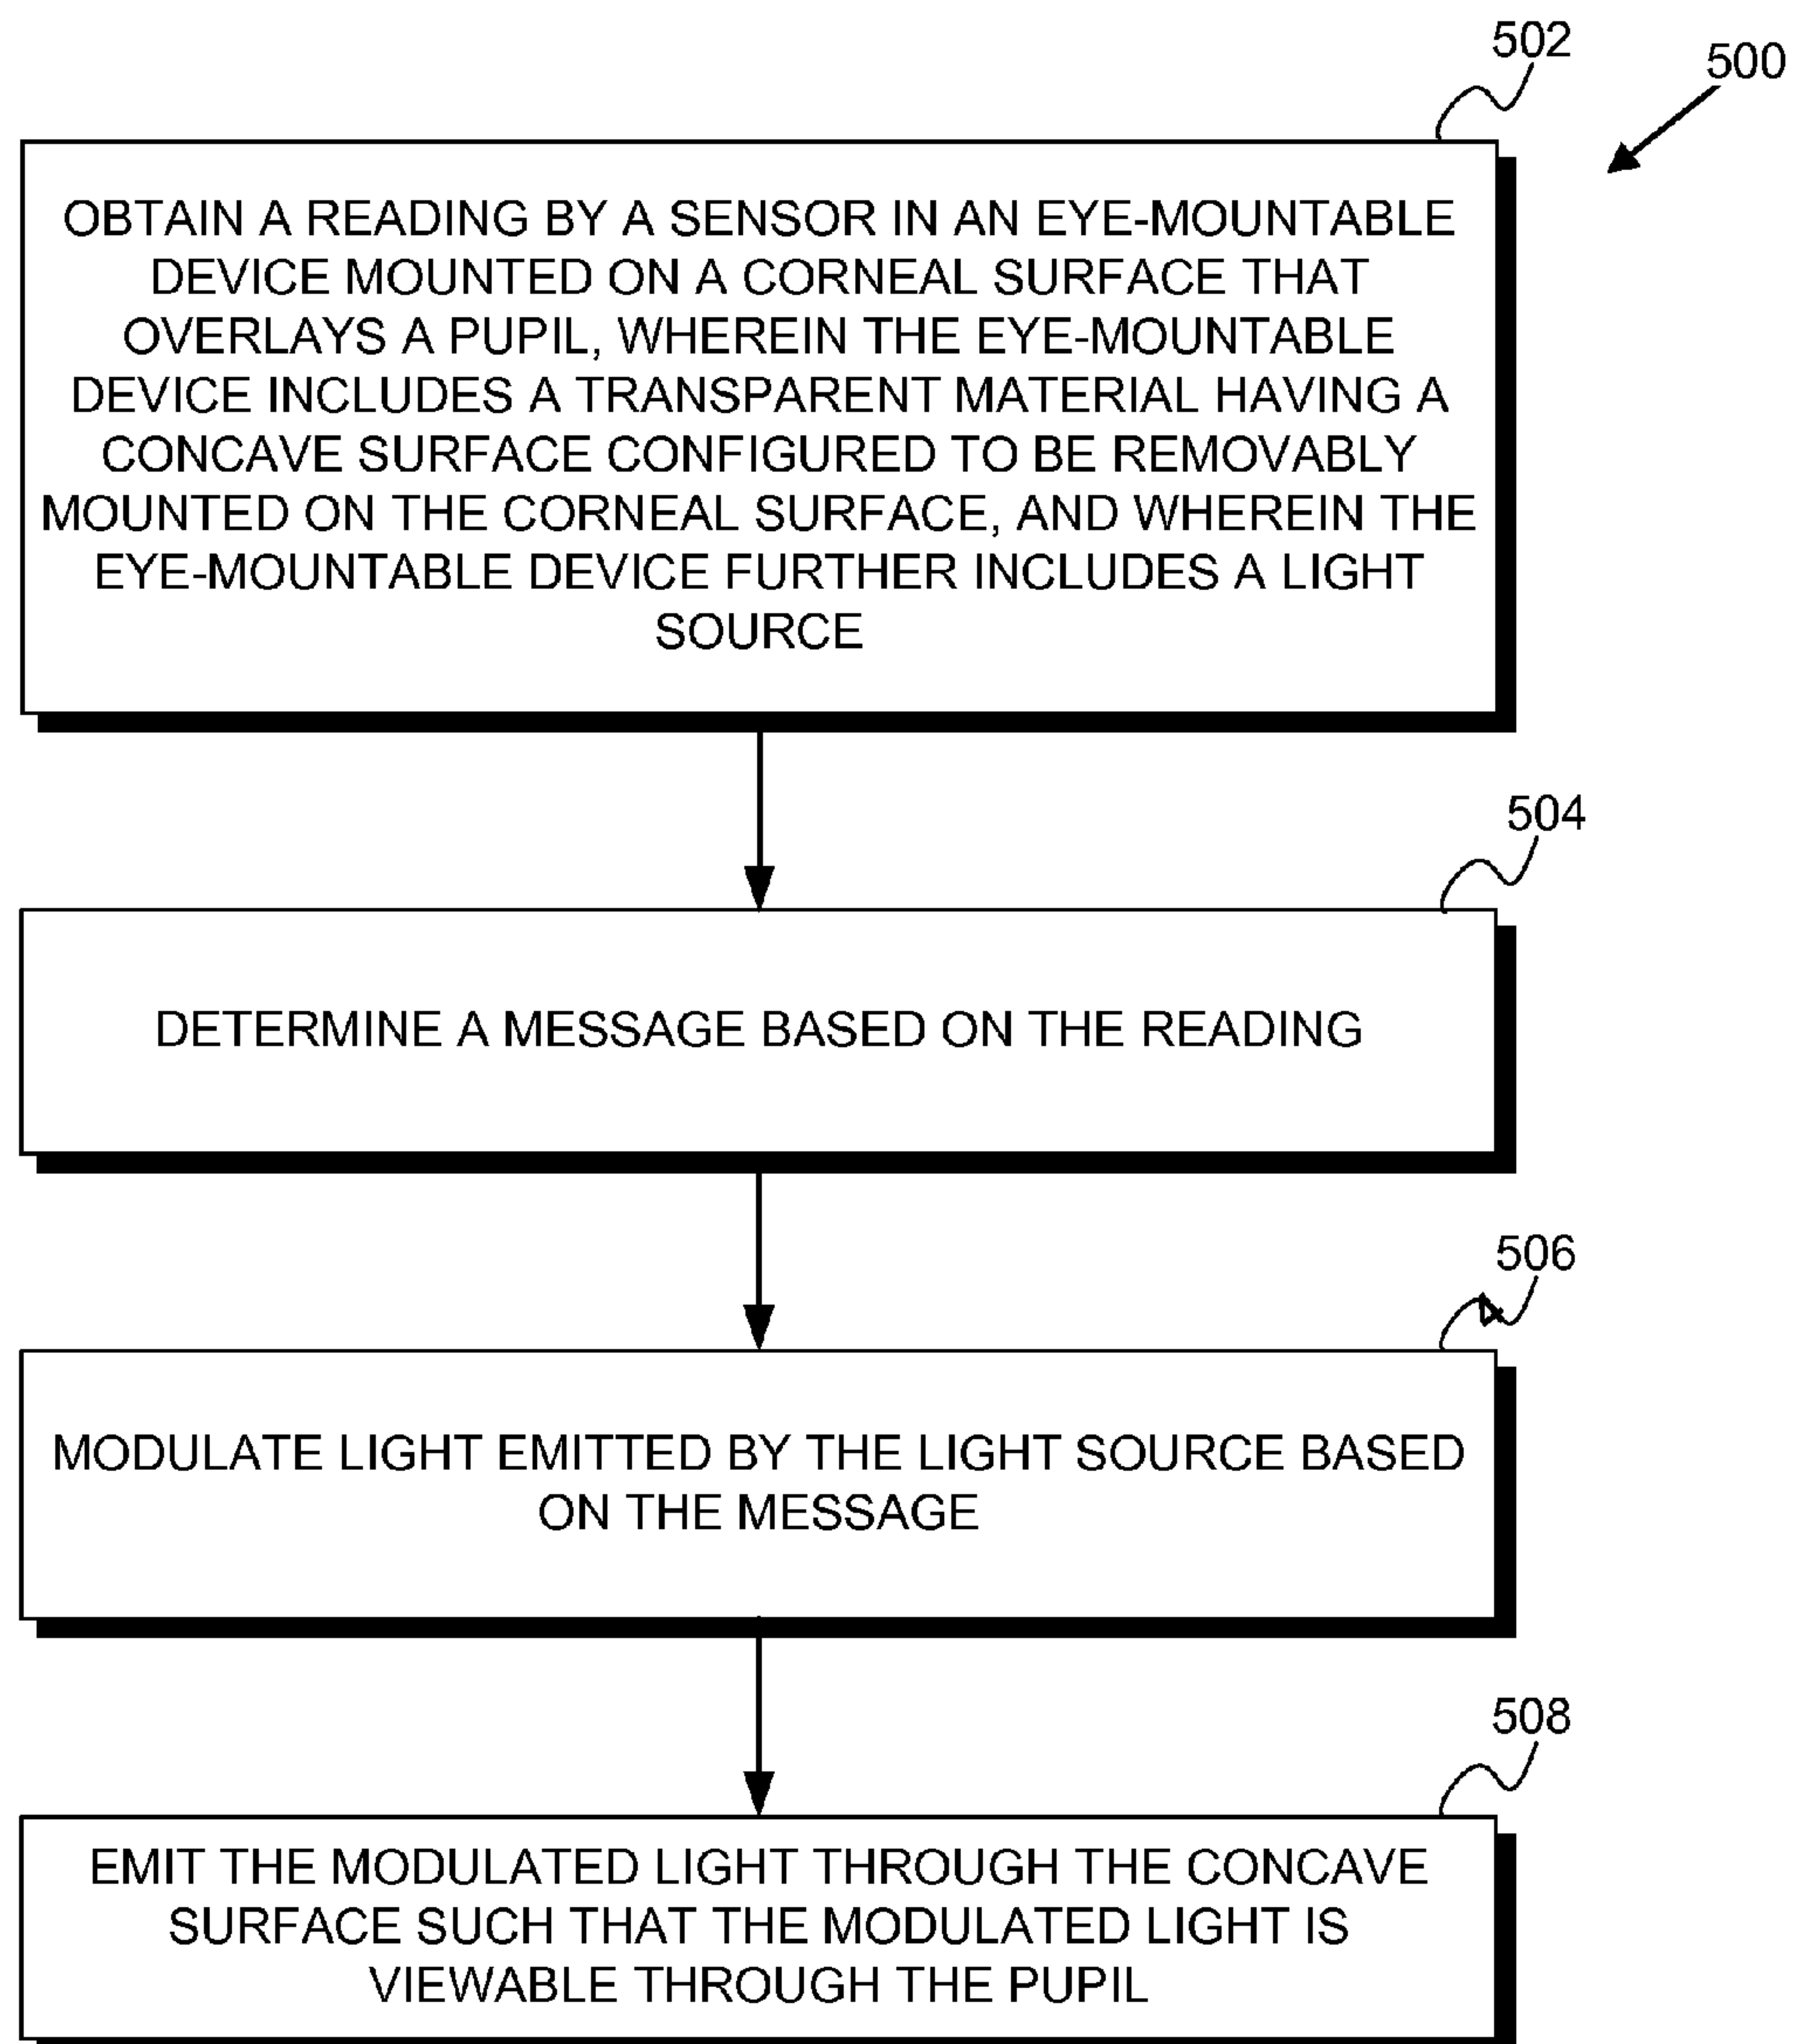 502
500
OBTAIN A READING BY A SENSOR IN AN EYE-MOUNTABLE
DEVICE MOUNTED ON A CORNEAL SURFACE THAT
OVERLAYS A PUPIL, WHEREIN THE EYE-MOUNTABLE
DEVICE INCLUDES A TRANSPARENT MATERIAL HAVING A
CONCAVE SURFACE CONFIGURED TO BE REMOVABLY
MOUNTED ON THE CORNEAL SURFACE, AND WHEREIN THE
EYE-MOUNTABLE DEVICE FURTHER INCLUDES A LIGHT
SOURCE
504
DETERMINE A MESSAGE BASED ON THE READING
506
MODULATE LIGHT EMITTED BY THE LIGHT SOURCE BASED
ON THE MESSAGE
508
EMIT THE MODULATED LIGHT THROUGH THE CONCAVE
SURFACE SUCH THAT THE MODULATED LIGHT IS
VIEWABLE THROUGH THE PUPIL